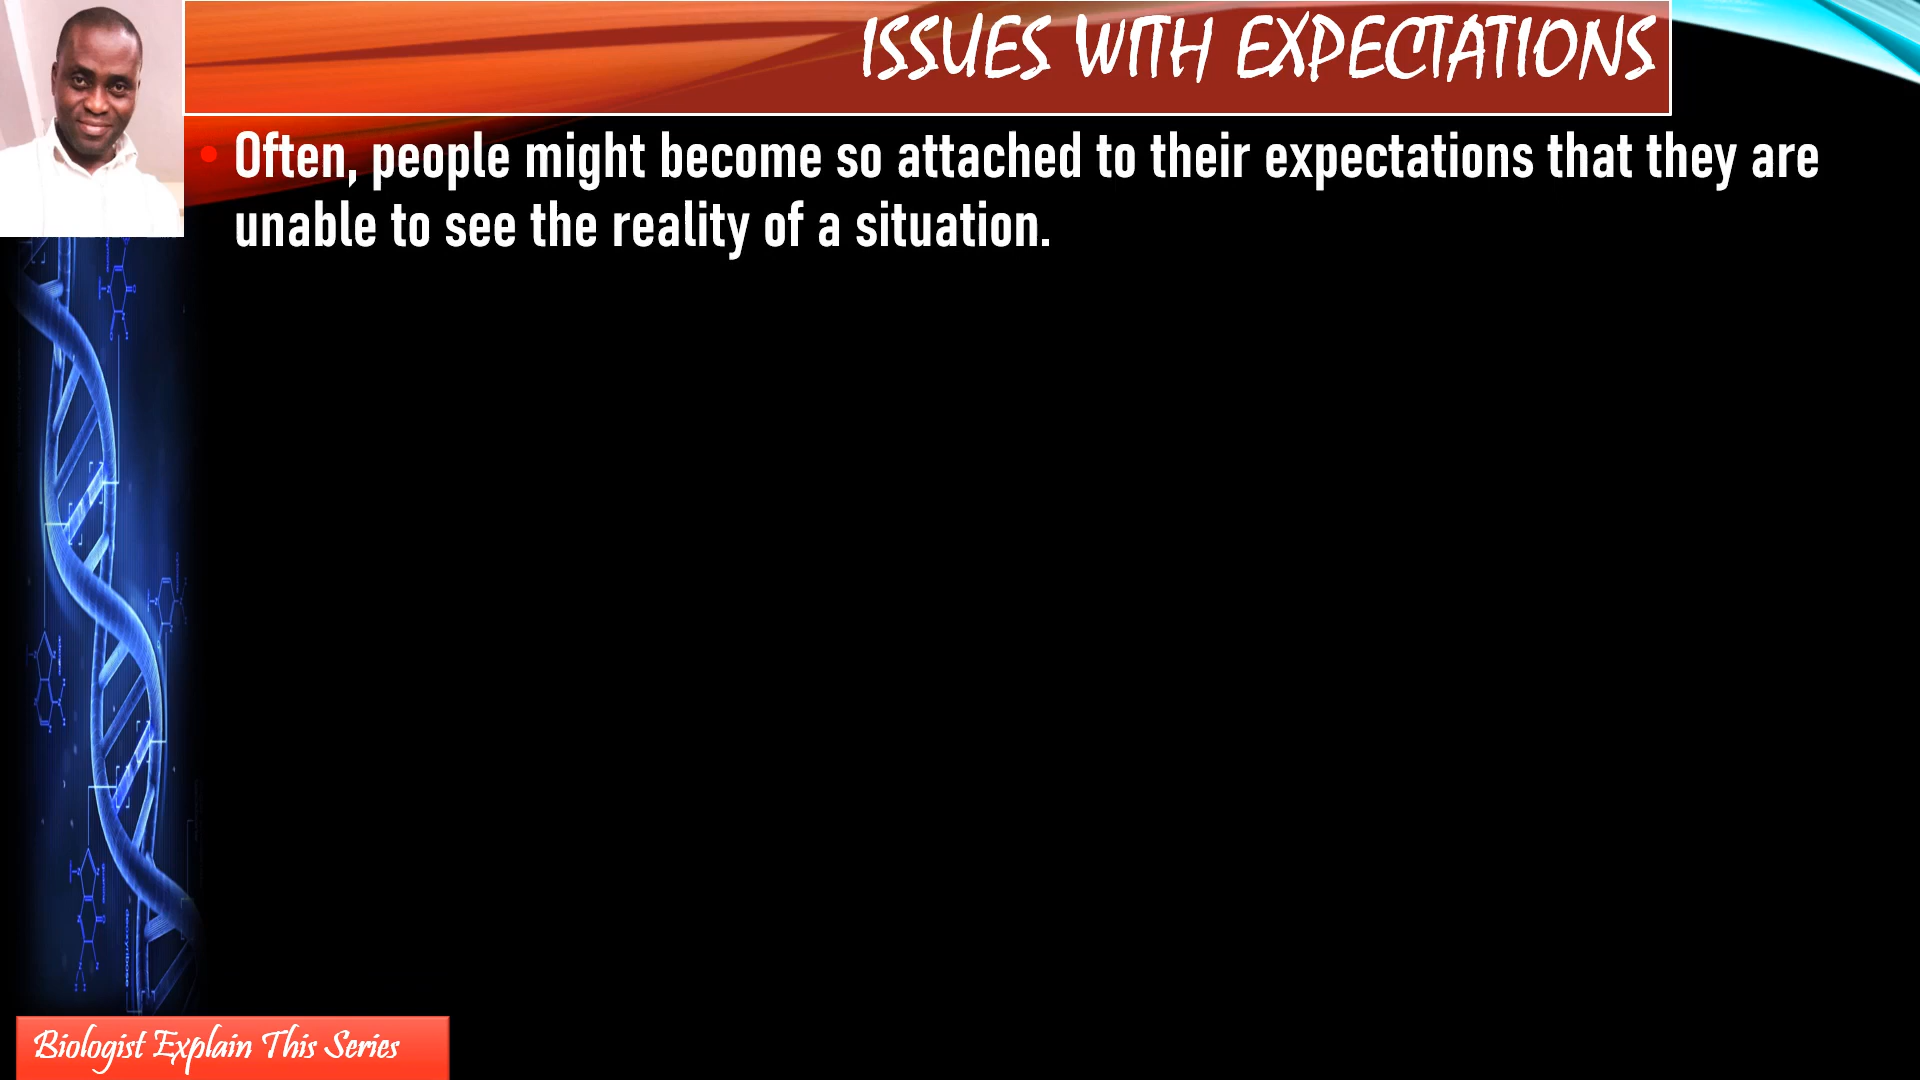 ISSUES WITH EXPECTATIONS
• Often, people might become so attached to their expectations that they are
unable to see the reality of a situation.
deoxyribose
Biologist Explain This Series